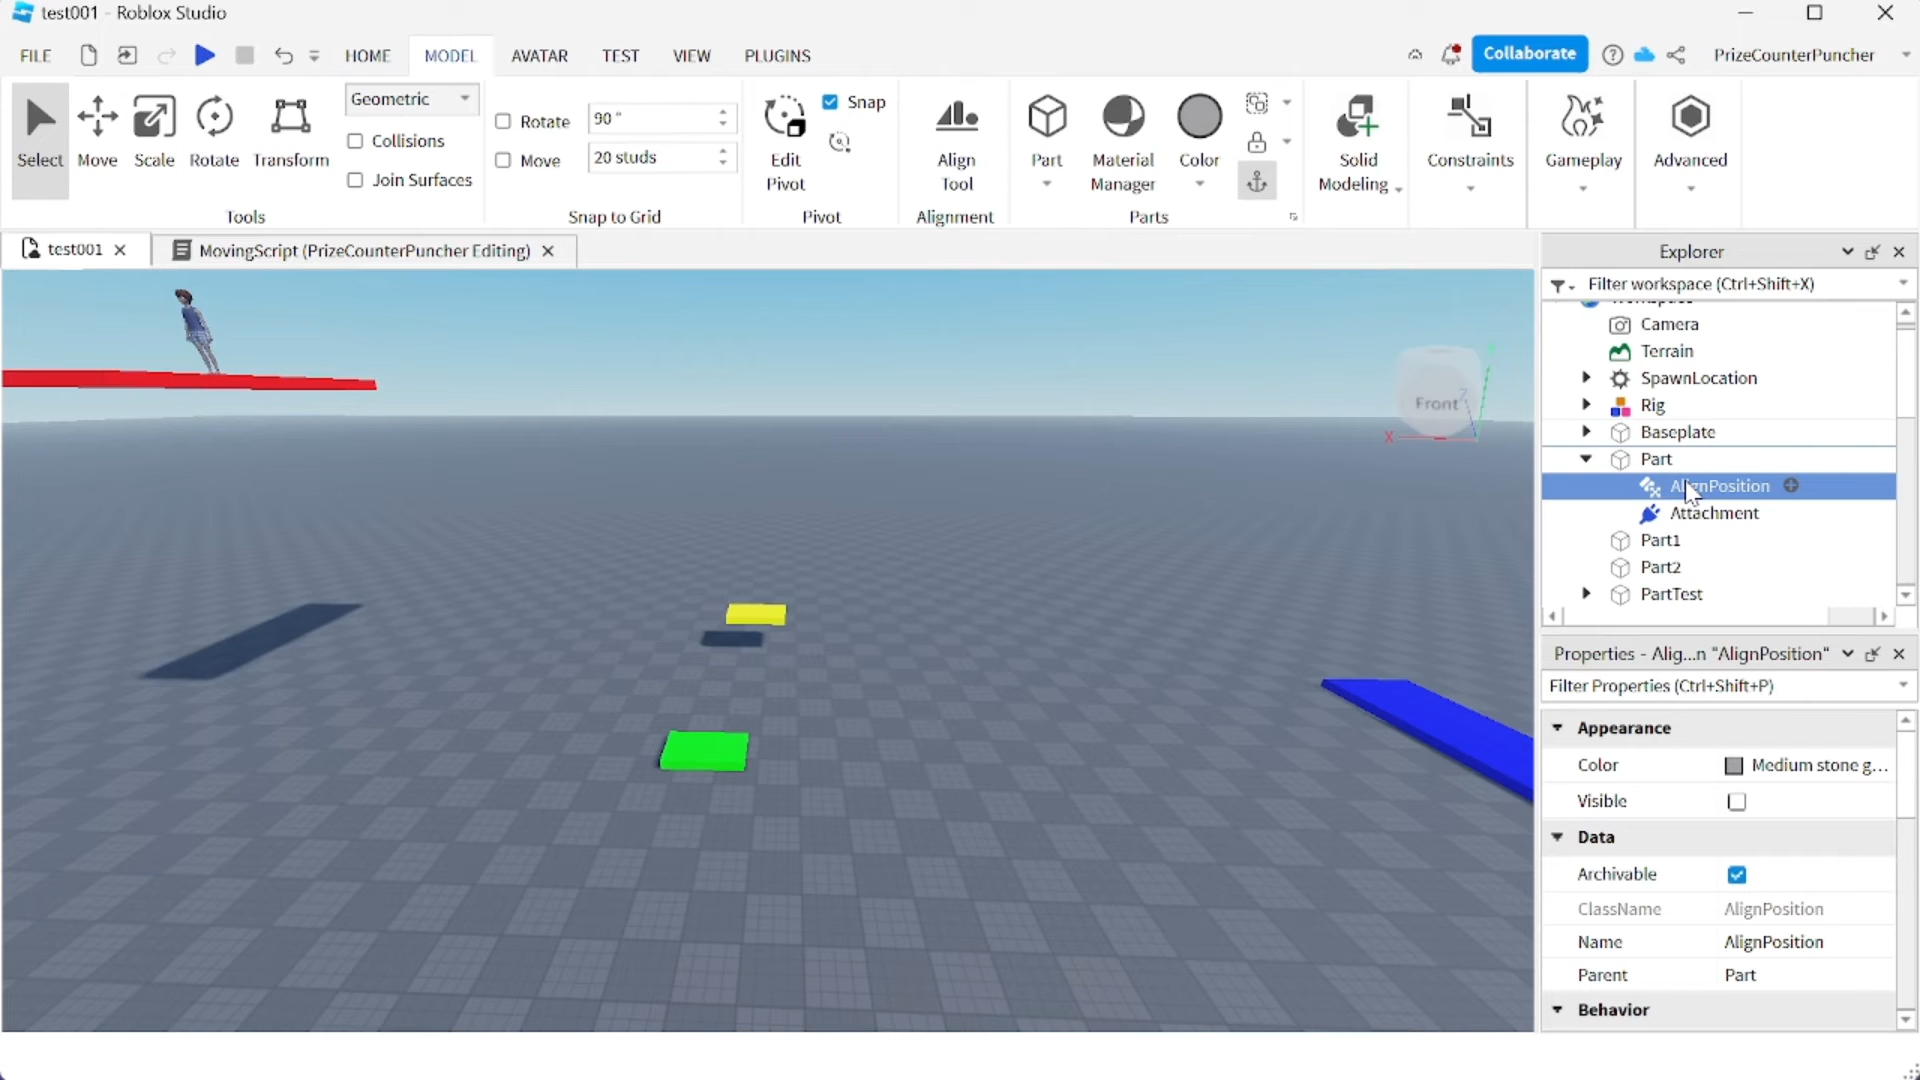 test001 - Roblox Studio
FILE HOME MODEL AVATAR TEST VIEW PLUGINS Collaborate PrizeCounterPuncher
Select Move Scale Rotate Transform
Geometric
Collisions
Join Surfaces
Tools
Rotate 90 °
Move 20 studs
Snap to Grid
Edit Pivot
Snap
Pivot
Align Tool
Alignment
Part
Material Manager
Color
Parts
Solid Modeling
Constraints
Gameplay
Advanced
test001
MovingScript (PrizeCounterPuncher Editing)
Front
X
Z
Explorer
Filter workspace (Ctrl+Shift+X)
Camera
Terrain
SpawnLocation
Rig
Baseplate
Part
AlignPosition
Attachment
Part1
Part2
PartTest
Properties - Alig...n "AlignPosition"
Filter Properties (Ctrl+Shift+P)
Appearance
Color Medium stone g...
Visible
Data
Archivable
ClassName AlignPosition
Name AlignPosition
Parent Part
Behavior